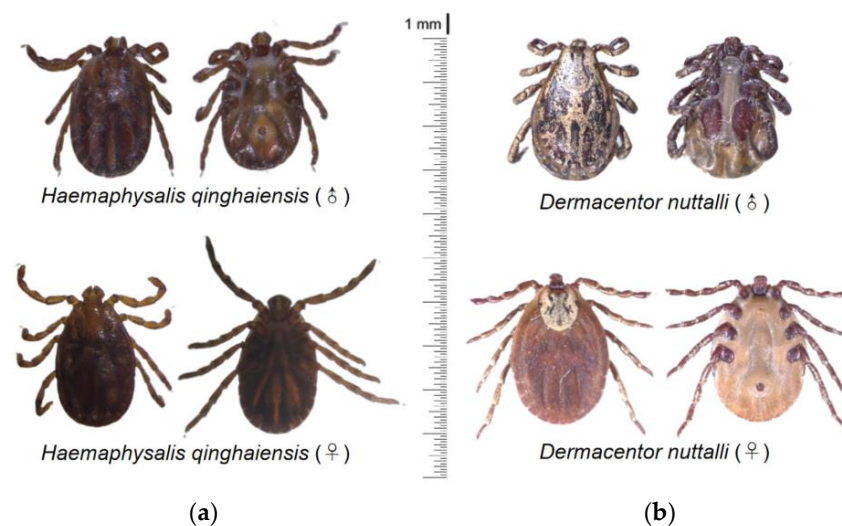 1 mm
Haemaphysalis qinghaiensis (♂)
Dermacentor nuttalli (♂)
Haemaphysalis qinghaiensis (♀)
Dermacentor nuttalli (♀)
(a)
(b)